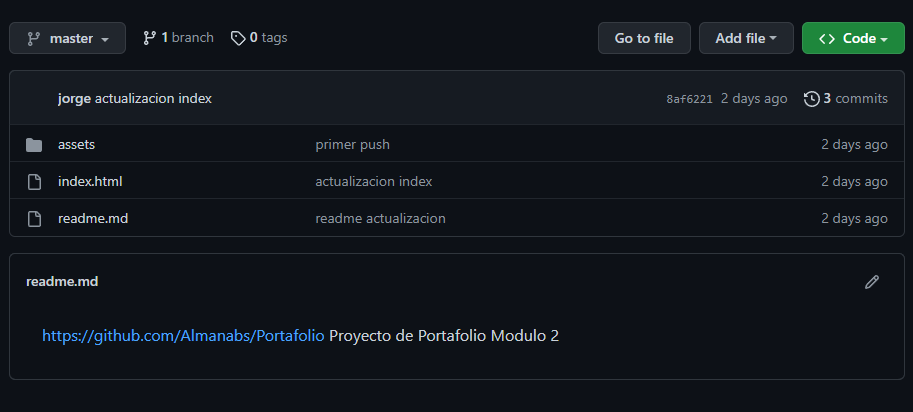 master 1 branch 0 tags Go to file Add file Code
jorge actualizacion index 8af6221 2 days ago 3 commits
assets primer push 2 days ago
index.html actualizacion index 2 days ago
readme.md readme actualizacion 2 days ago
readme.md
https://github.com/Almanabs/Portafolio Proyecto de Portafolio Modulo 2